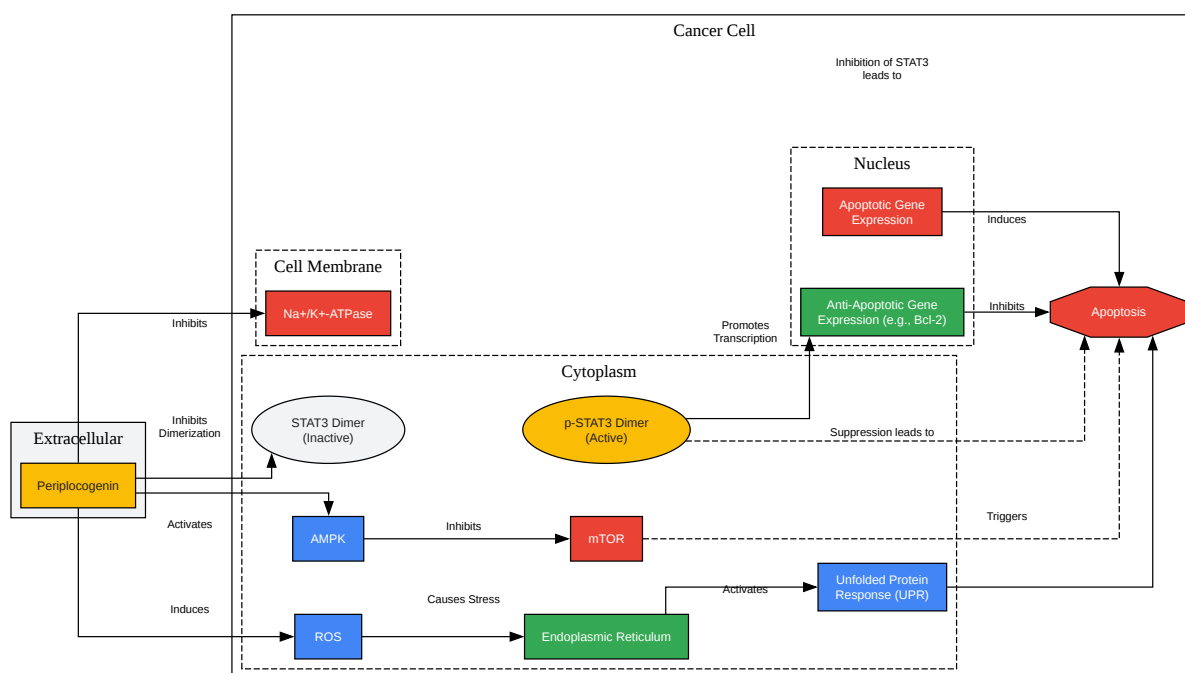 Cancer Cell
Inhibition of STAT3
leads to
Nucleus
Apoptotic Gene
Expression
Induces
Cell Membrane
Na+/K+-ATPase
Inhibits
Anti-Apoptotic Gene
Expression (e.g., Bcl-2)
Inhibits
Apoptosis
Promotes
Transcription
Cytoplasm
Inhibits
Dimerization
STAT3 Dimer
(Inactive)
p-STAT3 Dimer
(Active)
Suppression leads to
Extracellular
Periplocogenin
Activates
AMPK
Inhibits
mTOR
Triggers
Unfolded Protein
Response (UPR)
Activates
Causes Stress
Induces
ROS
Endoplasmic Reticulum